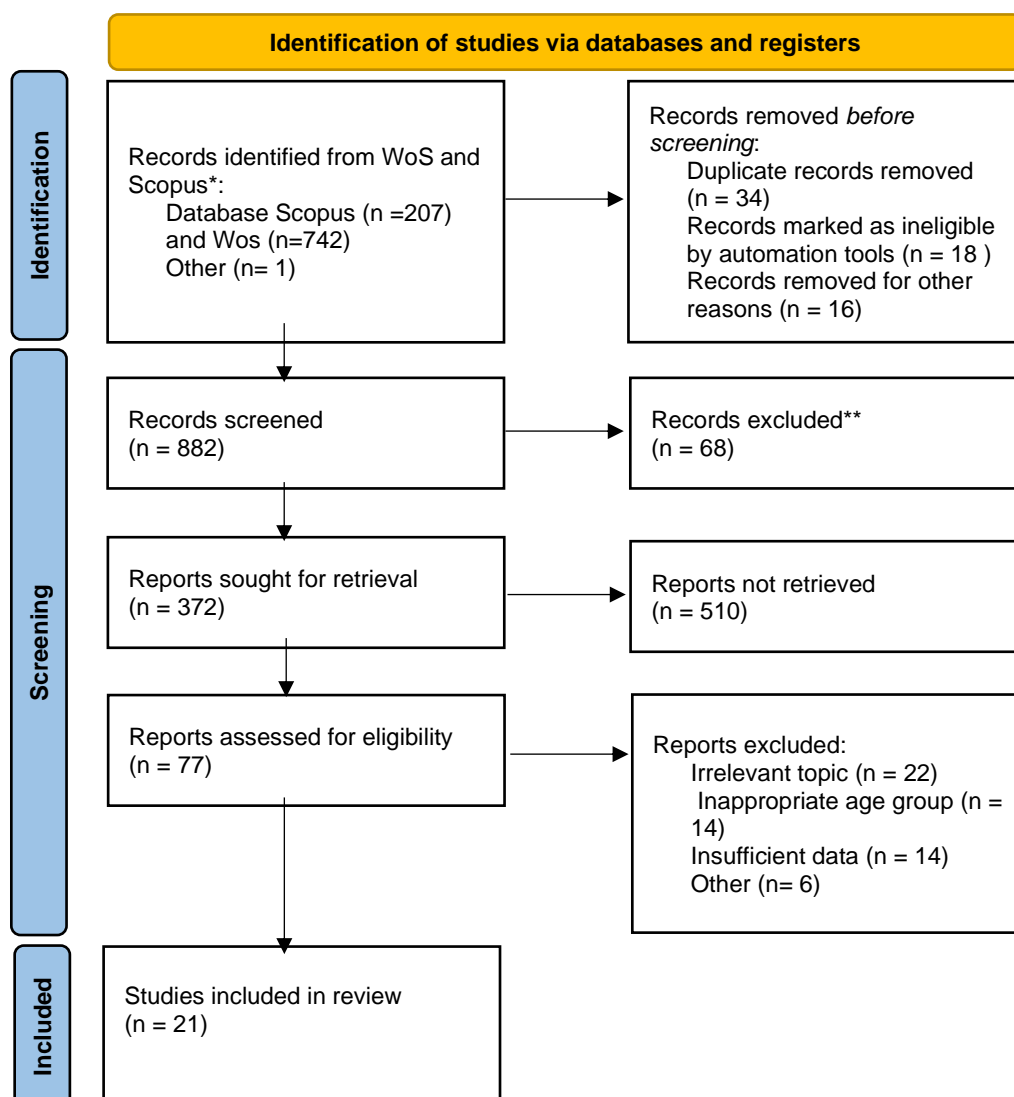 Identification of studies via databases and registers
Identification
Records identified from WoS and
Scopus*:
Database Scopus (n =207)
and Wos (n=742)
Other (n= 1)
Records removed before
screening:
Duplicate records removed
(n = 34)
Records marked as ineligible
by automation tools (n = 18 )
Records removed for other
reasons (n = 16)
Screening
Records screened
(n = 882)
Records excluded**
(n = 68)
Reports sought for retrieval
(n = 372)
Reports not retrieved
(n = 510)
Reports assessed for eligibility
(n = 77)
Reports excluded:
Irrelevant topic (n = 22)
Inappropriate age group (n =
14)
Insufficient data (n = 14)
Other (n= 6)
Included
Studies included in review
(n = 21)